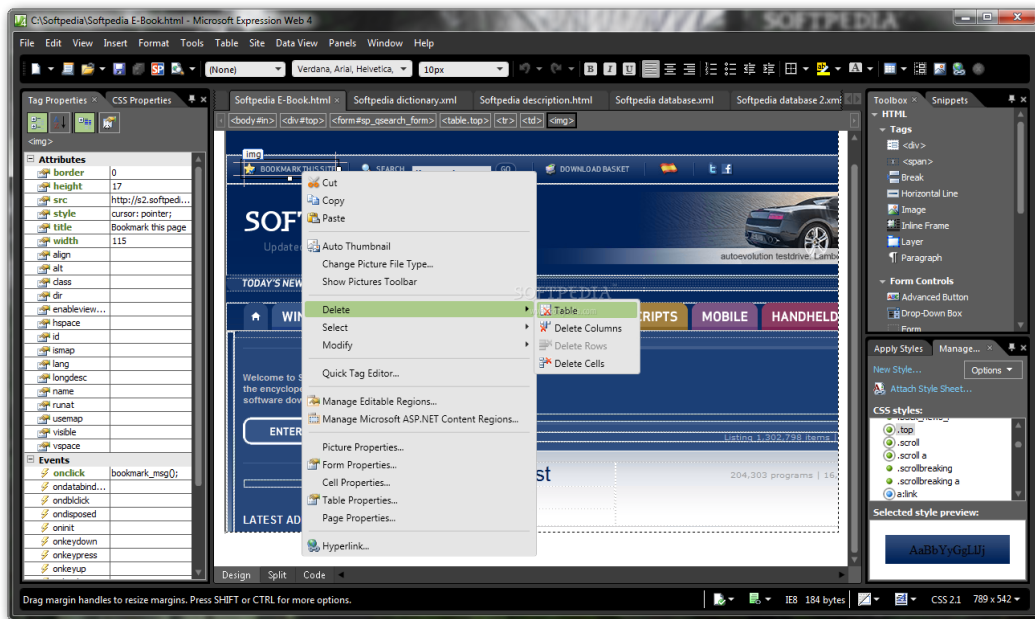 C:\Softpedia\Softpedia E-Book.html - Microsoft Expression Web 4
SOFTPEDIA
File Edit View Insert Format Tools Table Site Data View Panels Window Help
(None) Verdana, Arial, Helvetica, 10px
Tag Properties × CSS Properties
<img>
Attributes
border 0
height 17
src http://s2.softpedi...
style cursor: pointer;
title Bookmark this page
width 115
align
alt
class
dir
enableview...
hspace
id
ismap
lang
longdesc
name
runat
usemap
visible
vspace
Events
onclick bookmark_msg();
ondatabind...
ondblclick
ondisposed
oninit
onkeydown
onkeypress
onkeyup
Softpedia E-Book.html × Softpedia dictionary.xml Softpedia description.html Softpedia database.xml Softpedia database 2.xml
<body#in> <div#top> <form#sp_qsearch_form> <table.top> <tr> <td> <img>
img
BOOKMARK THIS SITE SEARCH GO DOWNLOAD BASKET
SOFT
Update
autoevolution testdrive: Lamb
TODAY'S NEW
SOFTPEDIA
WIN RIPTS MOBILE HANDHELD
Welcome to S
the encyclope
software dow
ENTER
Listing 1,302,798 items |
st
204,303 programs | 16,
LATEST AD
Cut
Copy
Paste
Auto Thumbnail
Change Picture File Type...
Show Pictures Toolbar
Delete
Select
Modify
Quick Tag Editor...
Manage Editable Regions...
Manage Microsoft ASP.NET Content Regions...
Picture Properties...
Form Properties...
Cell Properties...
Table Properties...
Page Properties...
Hyperlink...
Table
Delete Columns
Delete Rows
Delete Cells
Design Split Code
Toolbox × Snippets
HTML
Tags
<div>
<span>
Break
Horizontal Line
Image
Inline Frame
Layer
Paragraph
Form Controls
Advanced Button
Drop-Down Box
Form
Apply Styles Manage... ×
New Style... Options
Attach Style Sheet...
CSS styles:
.top
.scroll
.scroll a
.scrollbreaking
.scrollbreaking a
a:link
Selected style preview:
AaBbYyGgLlJj
Drag margin handles to resize margins. Press SHIFT or CTRL for more options.
IE8 184 bytes CSS 2.1 789 x 542